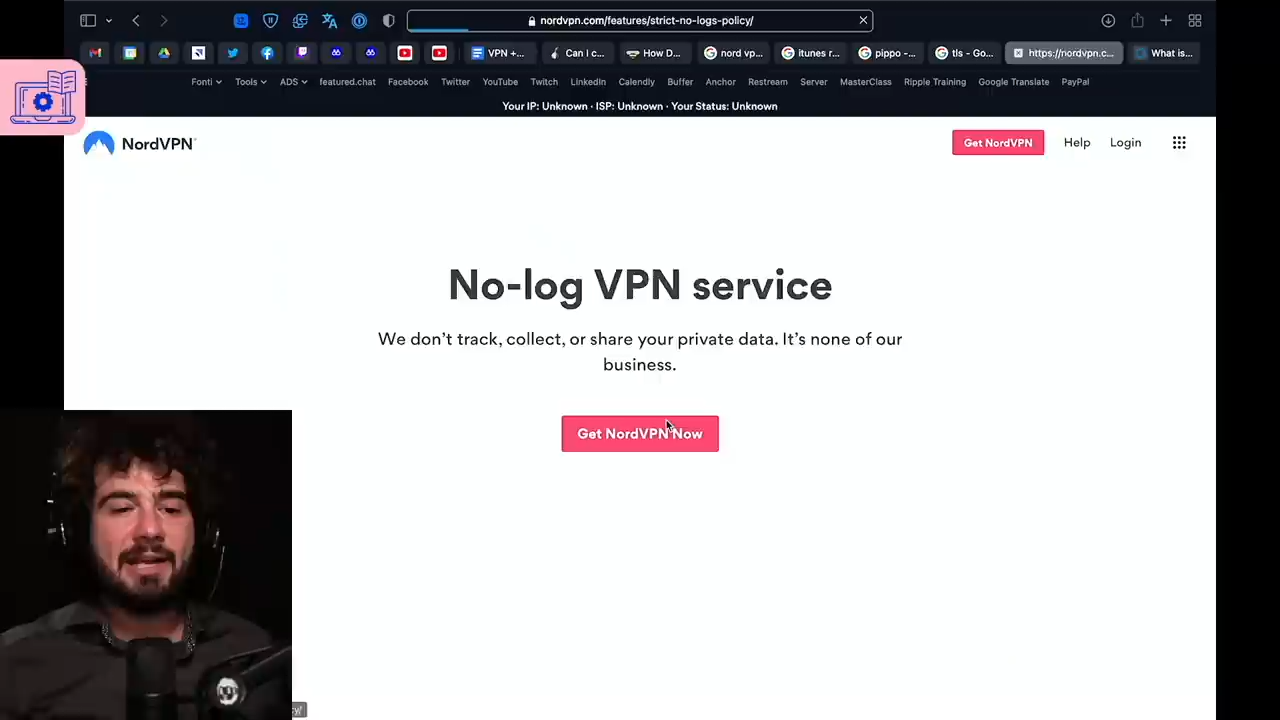 nordvpn.com/features/strict-no-logs-policy/
VPN +... Can I c... How D... nord vp... itunes r... pippo -... tls - Go... https://nordvpn.c... What is...
Fonti Tools ADS featured.chat Facebook Twitter YouTube Twitch LinkedIn Calendly Buffer Anchor Restream Server MasterClass Ripple Training Google Translate PayPal
Your IP: Unknown · ISP: Unknown · Your Status: Unknown
NordVPN
Get NordVPN Help Login
No-log VPN service
We don't track, collect, or share your private data. It's none of our
business.
Get NordVPN Now